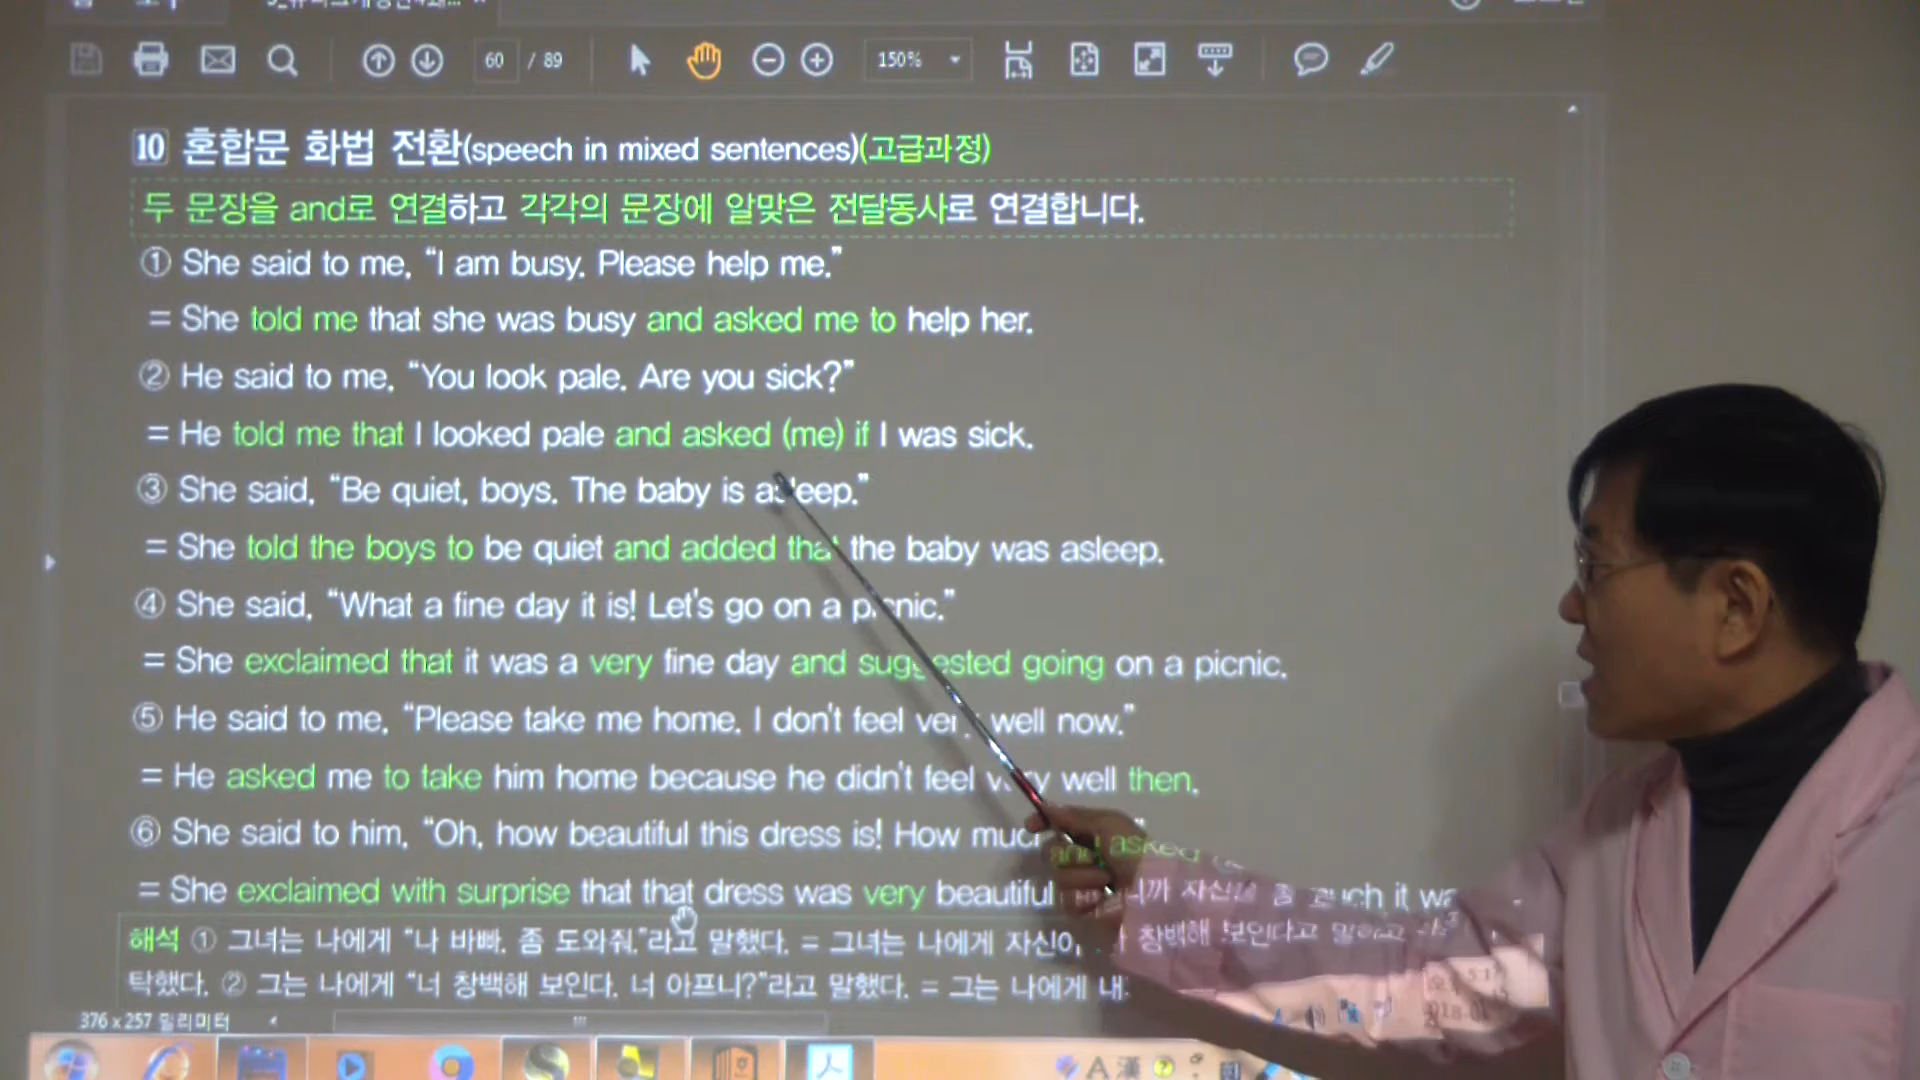 60 / 89
150%
10 혼합문 화법 전환(speech in mixed sentences)(고급과정)
두 문장을 and로 연결하고 각각의 문장에 알맞은 전달동사로 연결합니다.
① She said to me, “I am busy. Please help me.”
= She told me that she was busy and asked me to help her.
② He said to me, “You look pale. Are you sick?”
= He told me that I looked pale and asked (me) if I was sick.
③ She said, “Be quiet, boys. The baby is asleep.”
= She told the boys to be quiet and added that the baby was asleep.
④ She said, “What a fine day it is! Let's go on a picnic.”
= She exclaimed that it was a very fine day and suggested going on a picnic.
⑤ He said to me, “Please take me home. I don't feel very well now.”
= He asked me to take him home because he didn't feel very well then.
⑥ She said to him, “Oh, how beautiful this dress is! How much
= She exclaimed with surprise that that dress was very beautiful and asked
해석 ① 그녀는 나에게 “나 바빠. 좀 도와줘.”라고 말했다. = 그녀는 나에게 자신이
탁했다. ② 그는 나에게 “너 창백해 보인다. 너 아프니?”라고 말했다. = 그는 나에게 내
376 x 257 밀리미터
A 漢